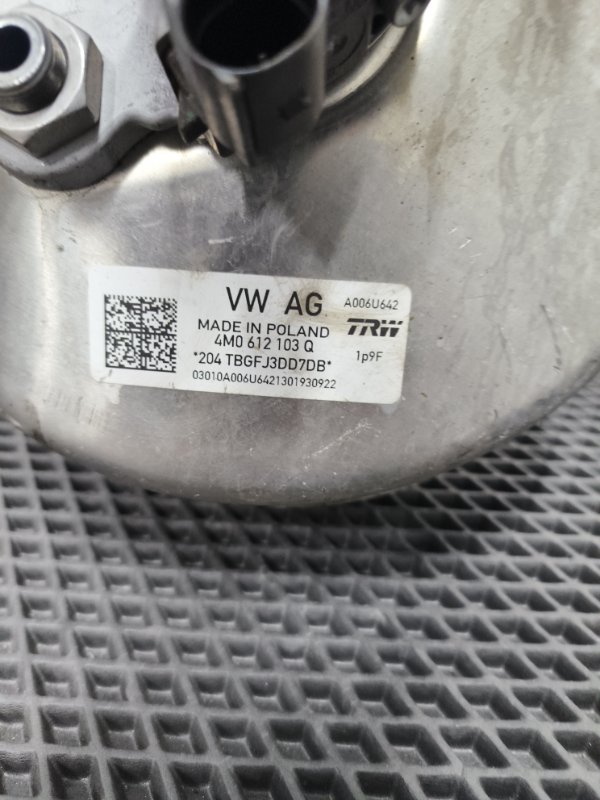 VW AG A006U642
MADE IN POLAND TRW
4M0 612 103 Q
*204 TBGFJ3DD7DB* 1p9F
03010A006U6421301930922